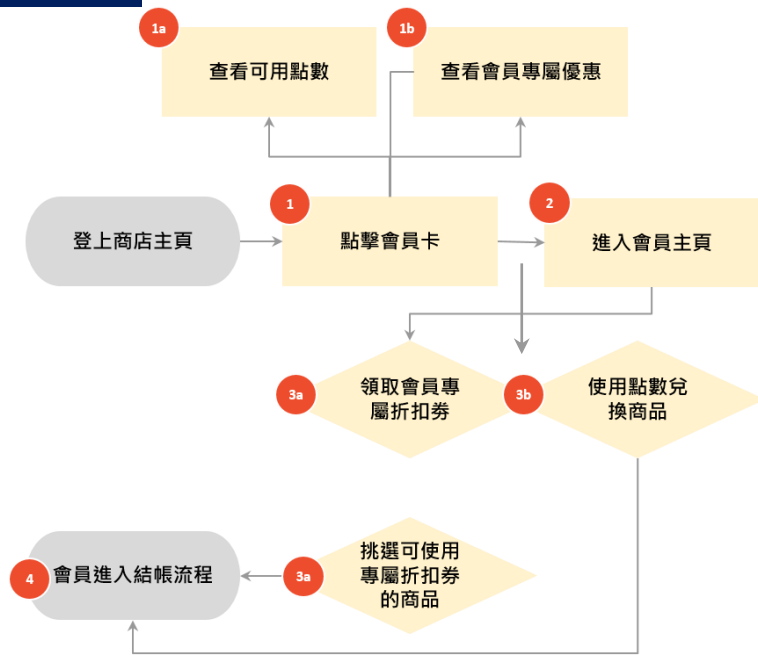 1a
查看可用點數
1b
查看會員專屬優惠
登上商店主頁
1
點擊會員卡
2
進入會員主頁
3a
領取會員專
屬折扣券
3b
使用點數兌
換商品
4
會員進入結帳流程
3a
挑選可使用
專屬折扣券
的商品